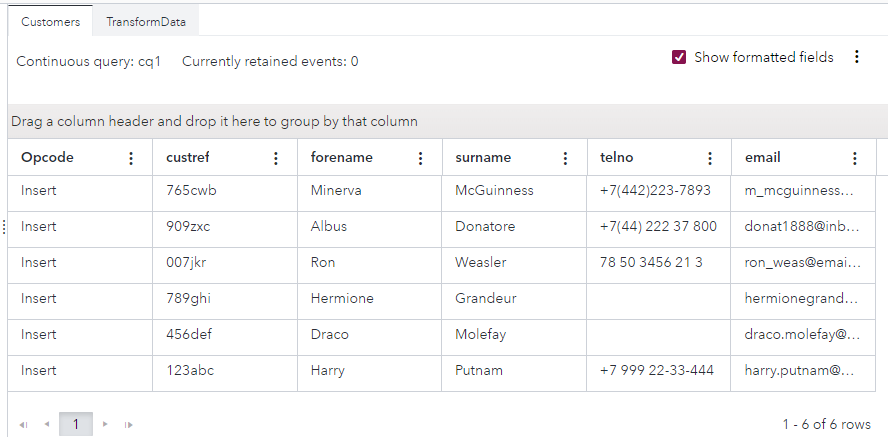 Customers TransformData
Continuous query: cq1 Currently retained events: 0 Show formatted fields
Drag a column header and drop it here to group by that column
Opcode custref forename surname telno email
Insert 765cwb Minerva McGuinness +7(442)223-7893 m_mcguinness...
Insert 909zxc Albus Donatore +7(44) 222 37 800 donat1888@inb...
Insert 007jkr Ron Weasler 78 50 3456 21 3 ron_weas@emai...
Insert 789ghi Hermione Grandeur hermionegrand...
Insert 456def Draco Molefay draco.molefay@...
Insert 123abc Harry Putnam +7 999 22-33-444 harry.putnam@...
1 1 - 6 of 6 rows